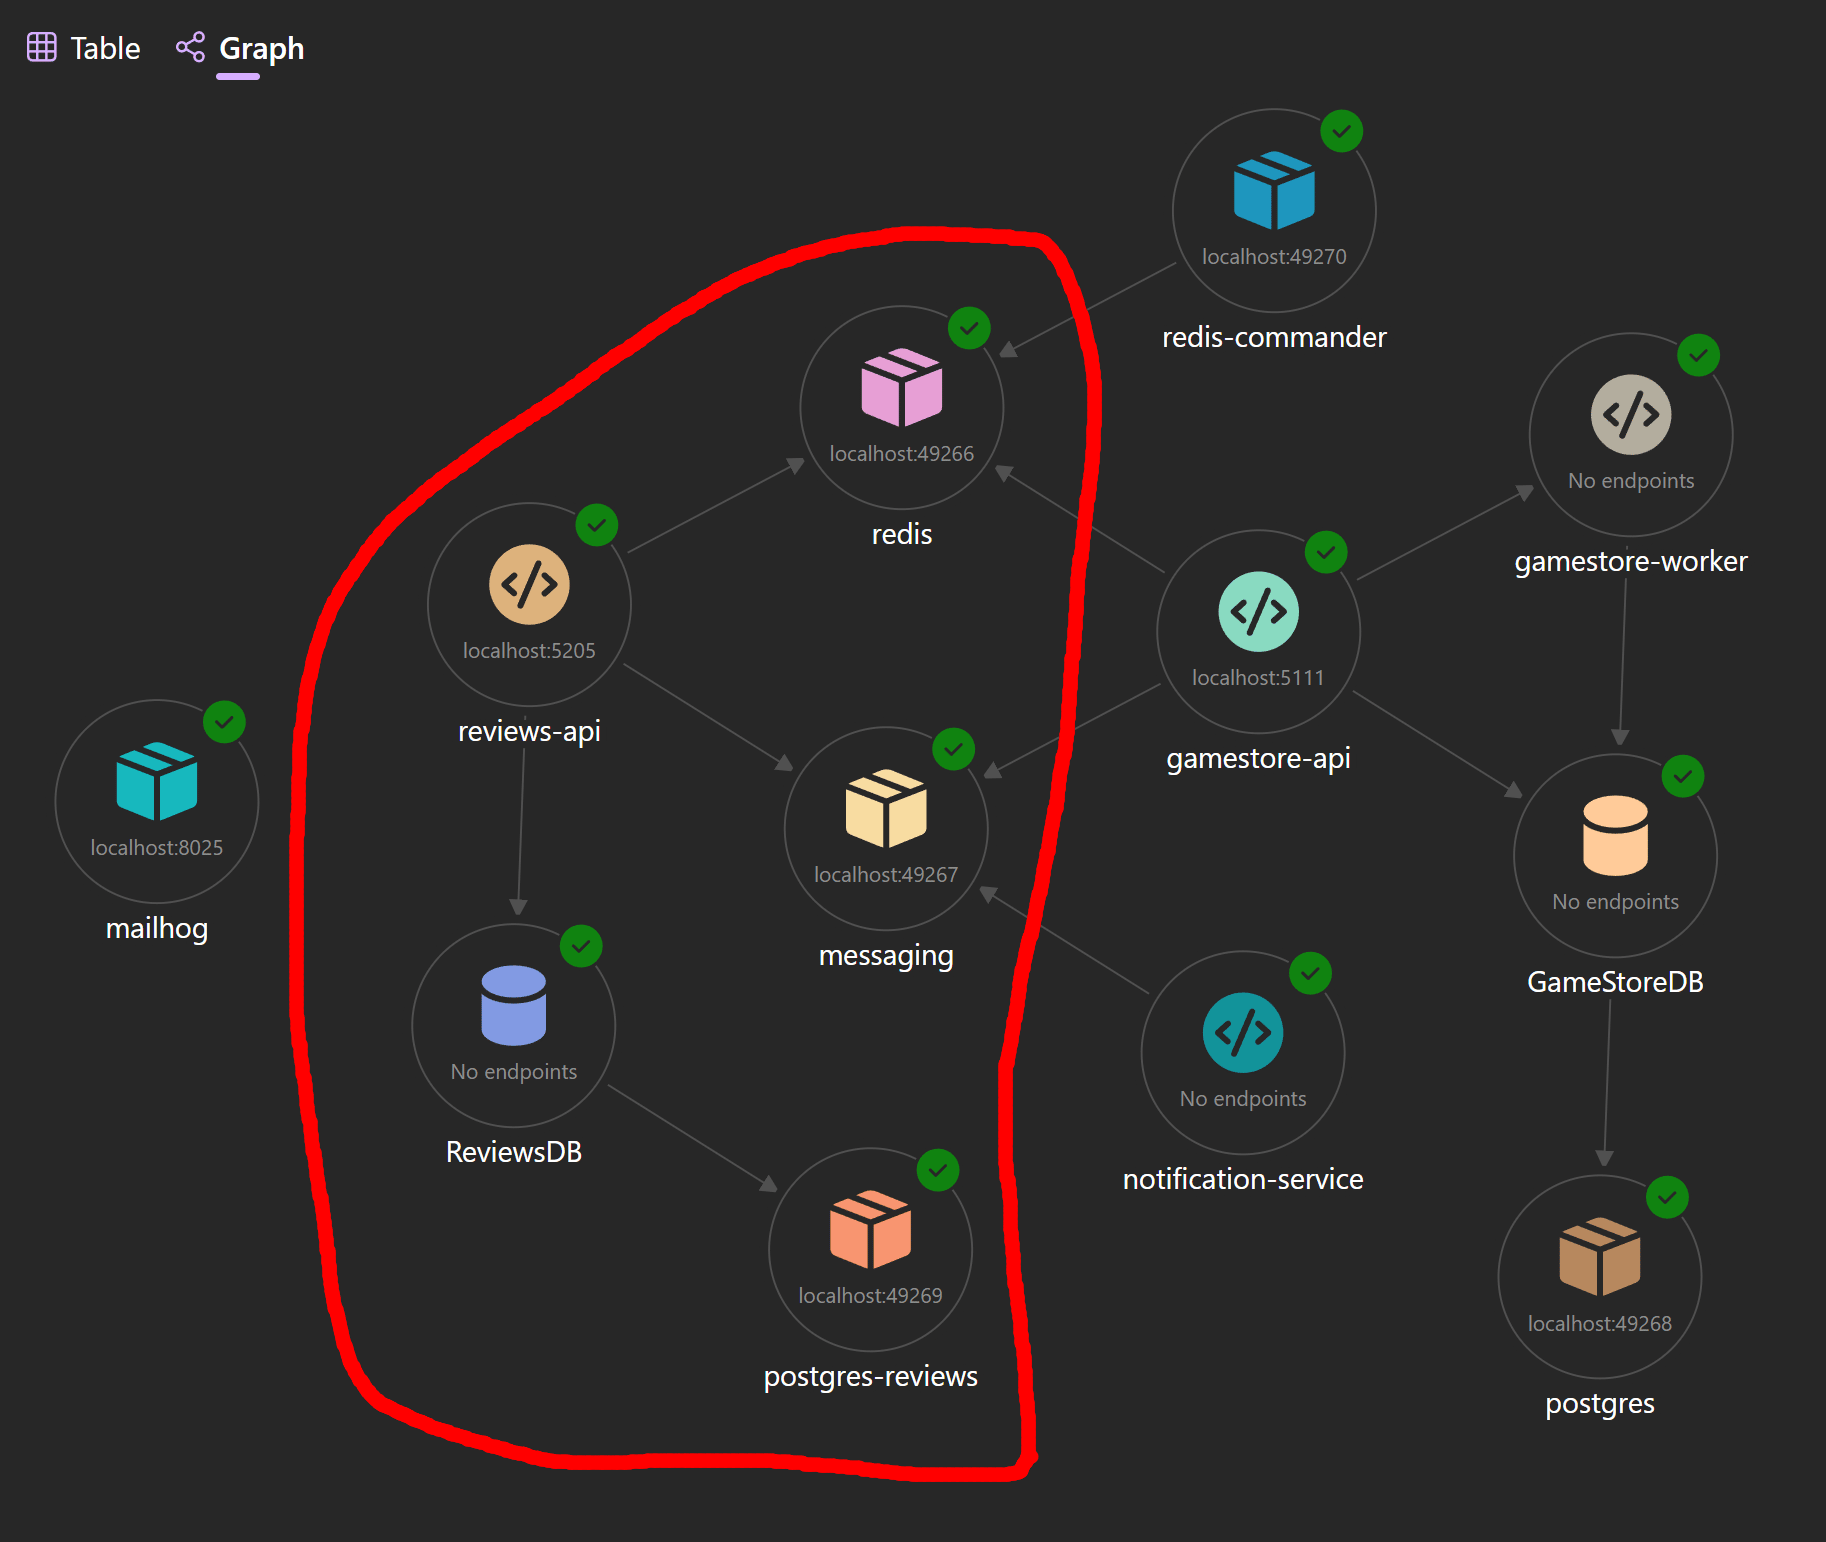 Table
Graph
localhost:49270
redis-commander
localhost:49266
redis
No endpoints
gamestore-worker
localhost:5205
reviews-api
localhost:5111
gamestore-api
localhost:8025
mailhog
localhost:49267
messaging
No endpoints
GameStoreDB
No endpoints
ReviewsDB
No endpoints
notification-service
localhost:49269
postgres-reviews
localhost:49268
postgres